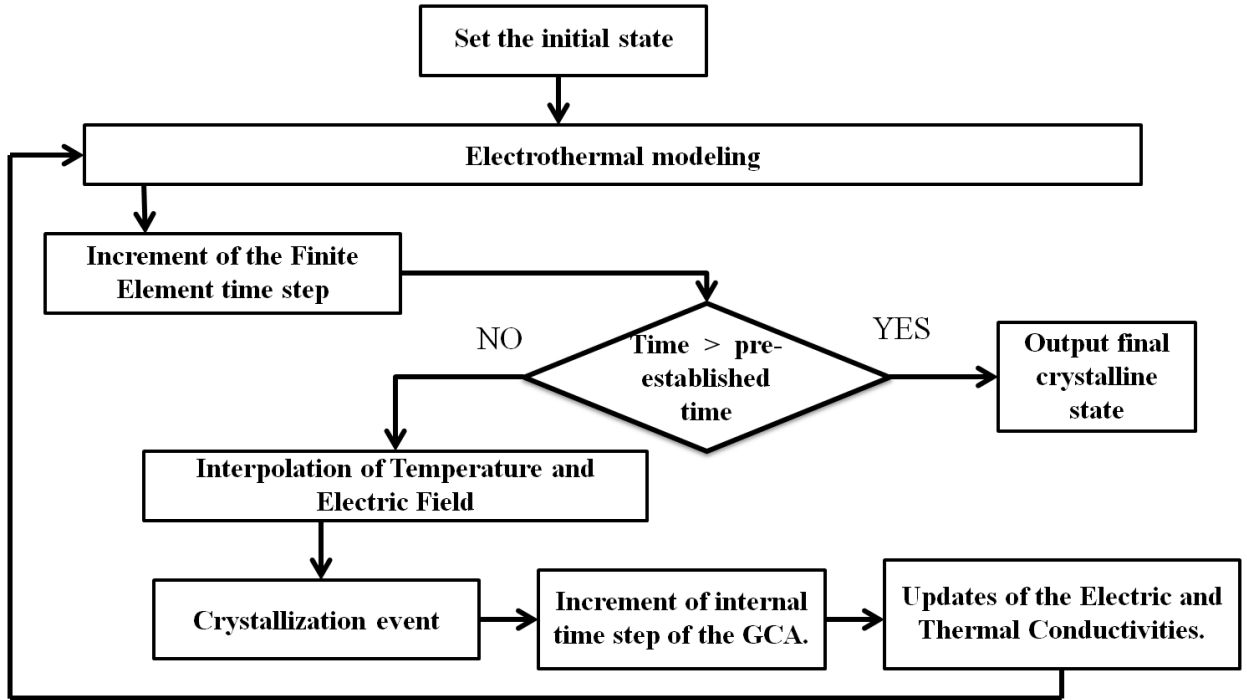 Set the initial state
Electrothermal modeling
Increment of the Finite
Element time step
NO
YES
Time > pre-
established
time
Output final
crystalline
state
Interpolation of Temperature and
Electric Field
Crystallization event
Increment of internal
time step of the GCA.
Updates of the Electric and
Thermal Conductivities.